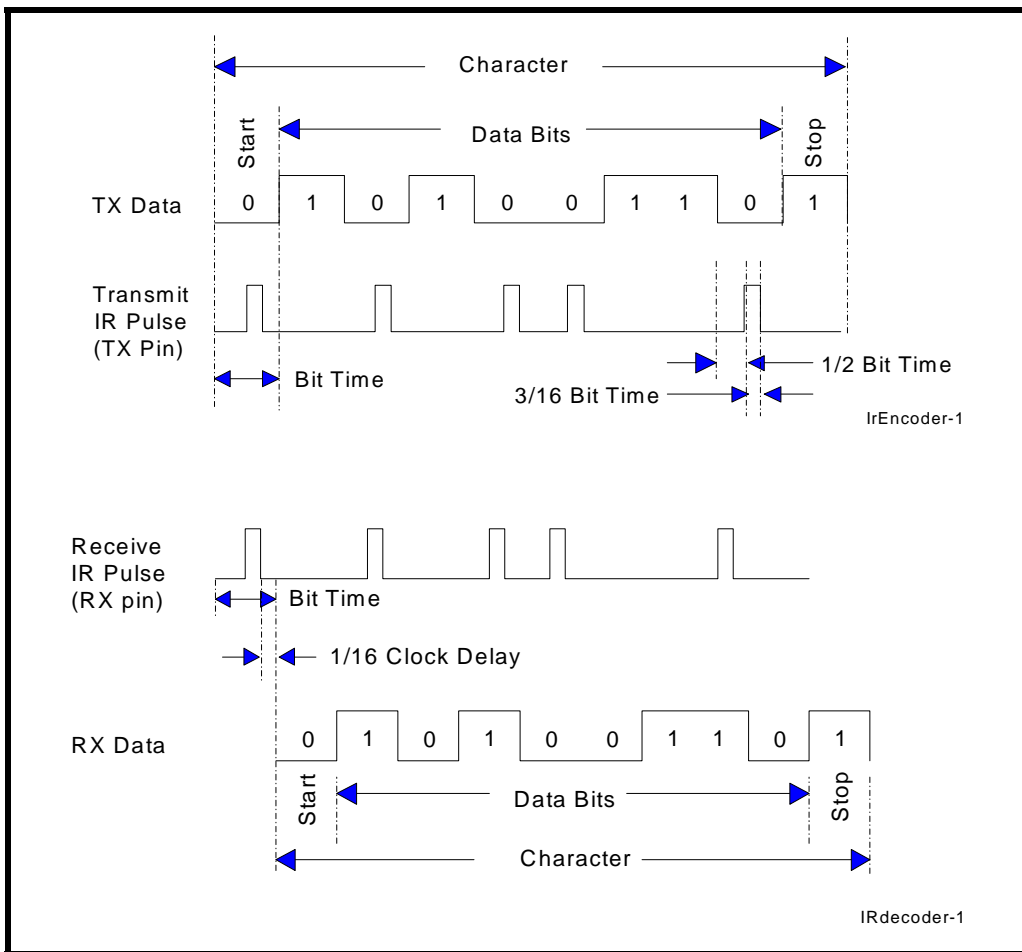 Character
Start
Data Bits
Stop
TX Data
0 1 0 1 0 0 1 1 0 1
Transmit
IR Pulse
(TX Pin)
Bit Time
1/2 Bit Time
3/16 Bit Time
IrEncoder-1
Receive
IR Pulse
(RX pin)
Bit Time
1/16 Clock Delay
RX Data
0 1 0 1 0 0 1 1 0 1
Start
Data Bits
Stop
Character
IRdecoder-1